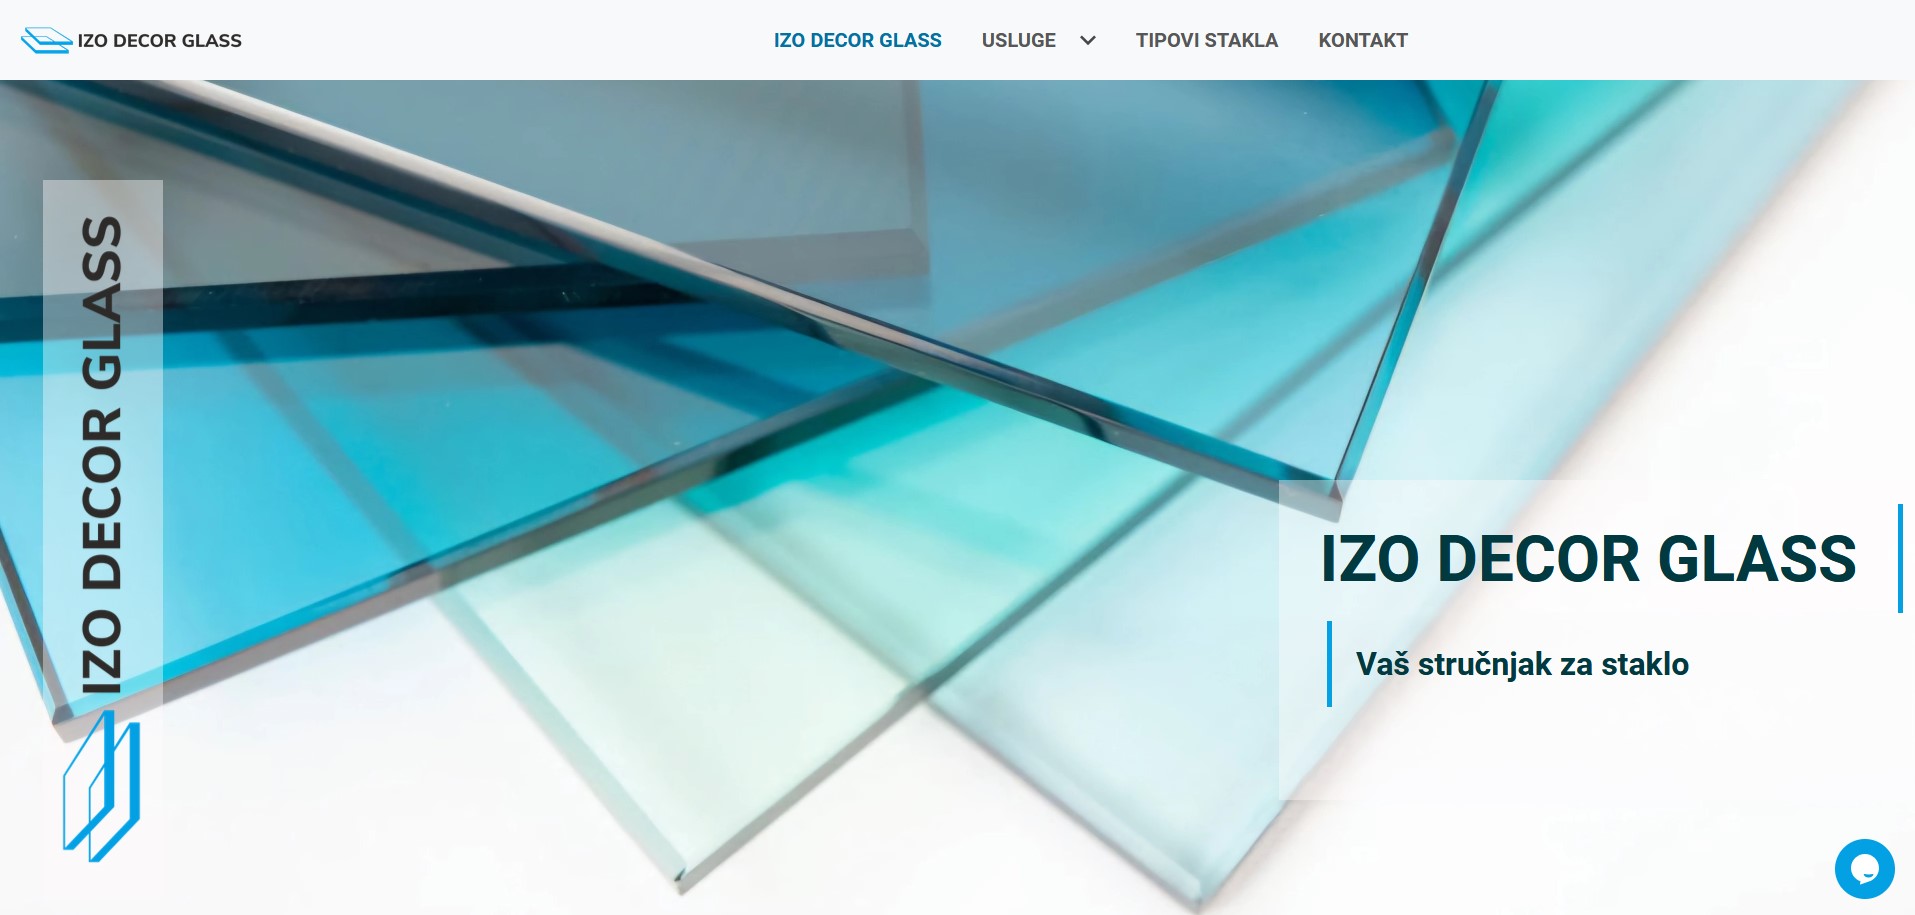 IZO DECOR GLASS
IZO DECOR GLASS
USLUGE
TIPOVI STAKLA
KONTAKT
IZO DECOR GLASS
IZO DECOR GLASS
Vaš stručnjak za staklo